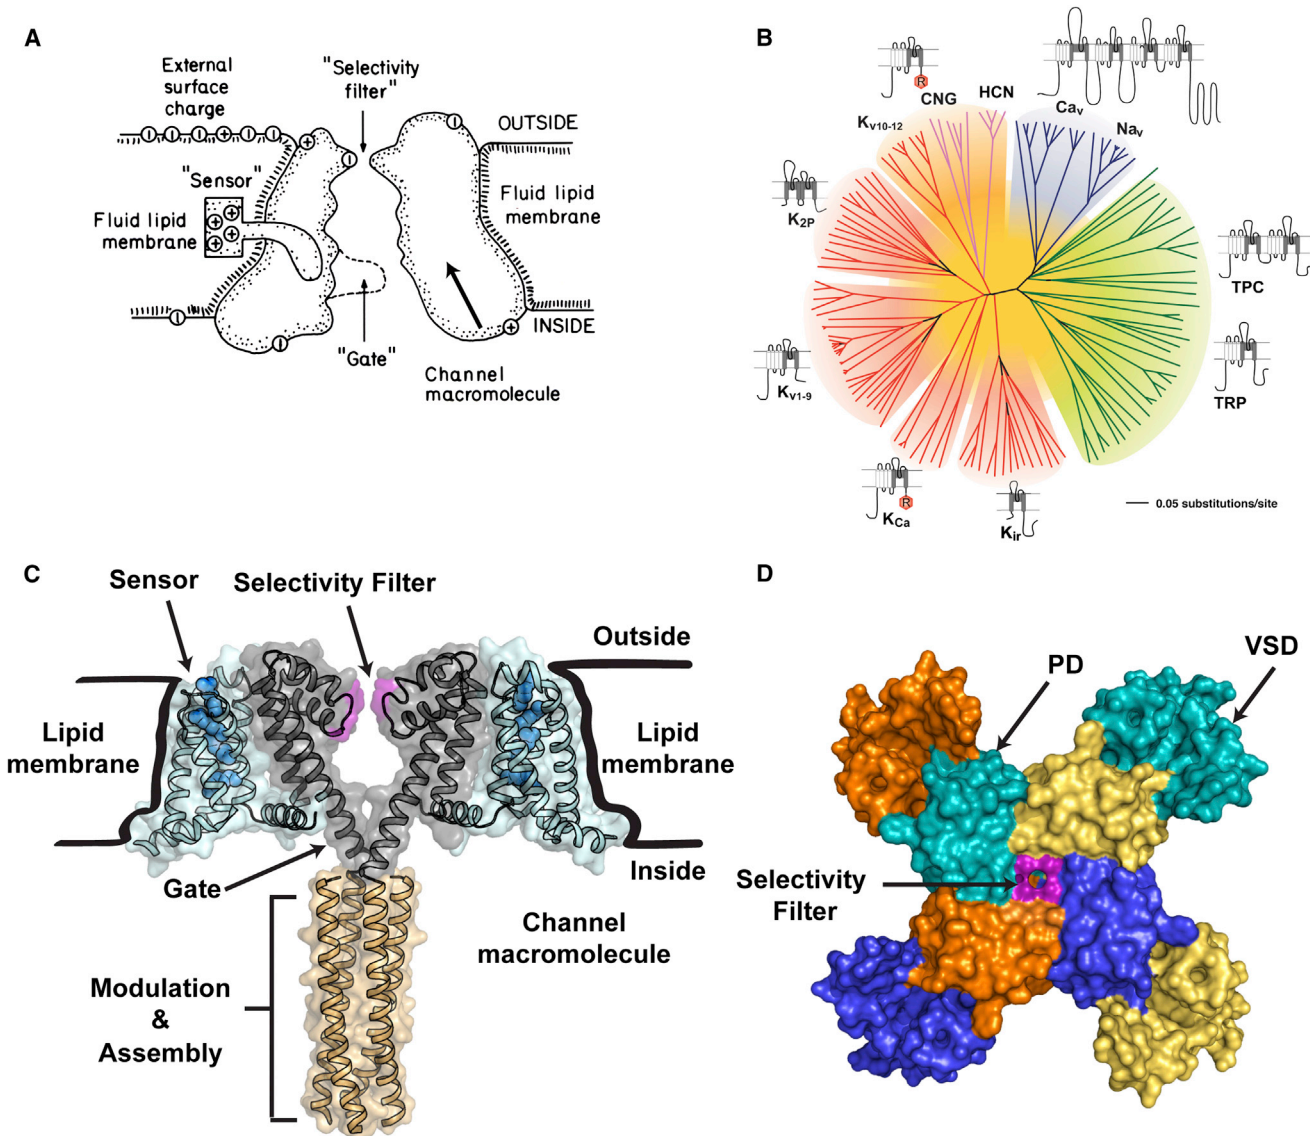 A
External
surface
charge
"Selectivity
filter"
OUTSIDE
"Sensor"
Fluid lipid
membrane
Fluid lipid
membrane
INSIDE
"Gate"
Channel
macromolecule
B
R
CNG
HCN
Cav
Nav
Kv10-12
K2P
TPC
Kv1-9
TRP
KCa
R
Kir
0.05 substitutions/site
C
Sensor
Selectivity Filter
Outside
Lipid
membrane
Lipid
membrane
Gate
Inside
Channel
macromolecule
Modulation
&
Assembly
D
PD
VSD
Selectivity
Filter